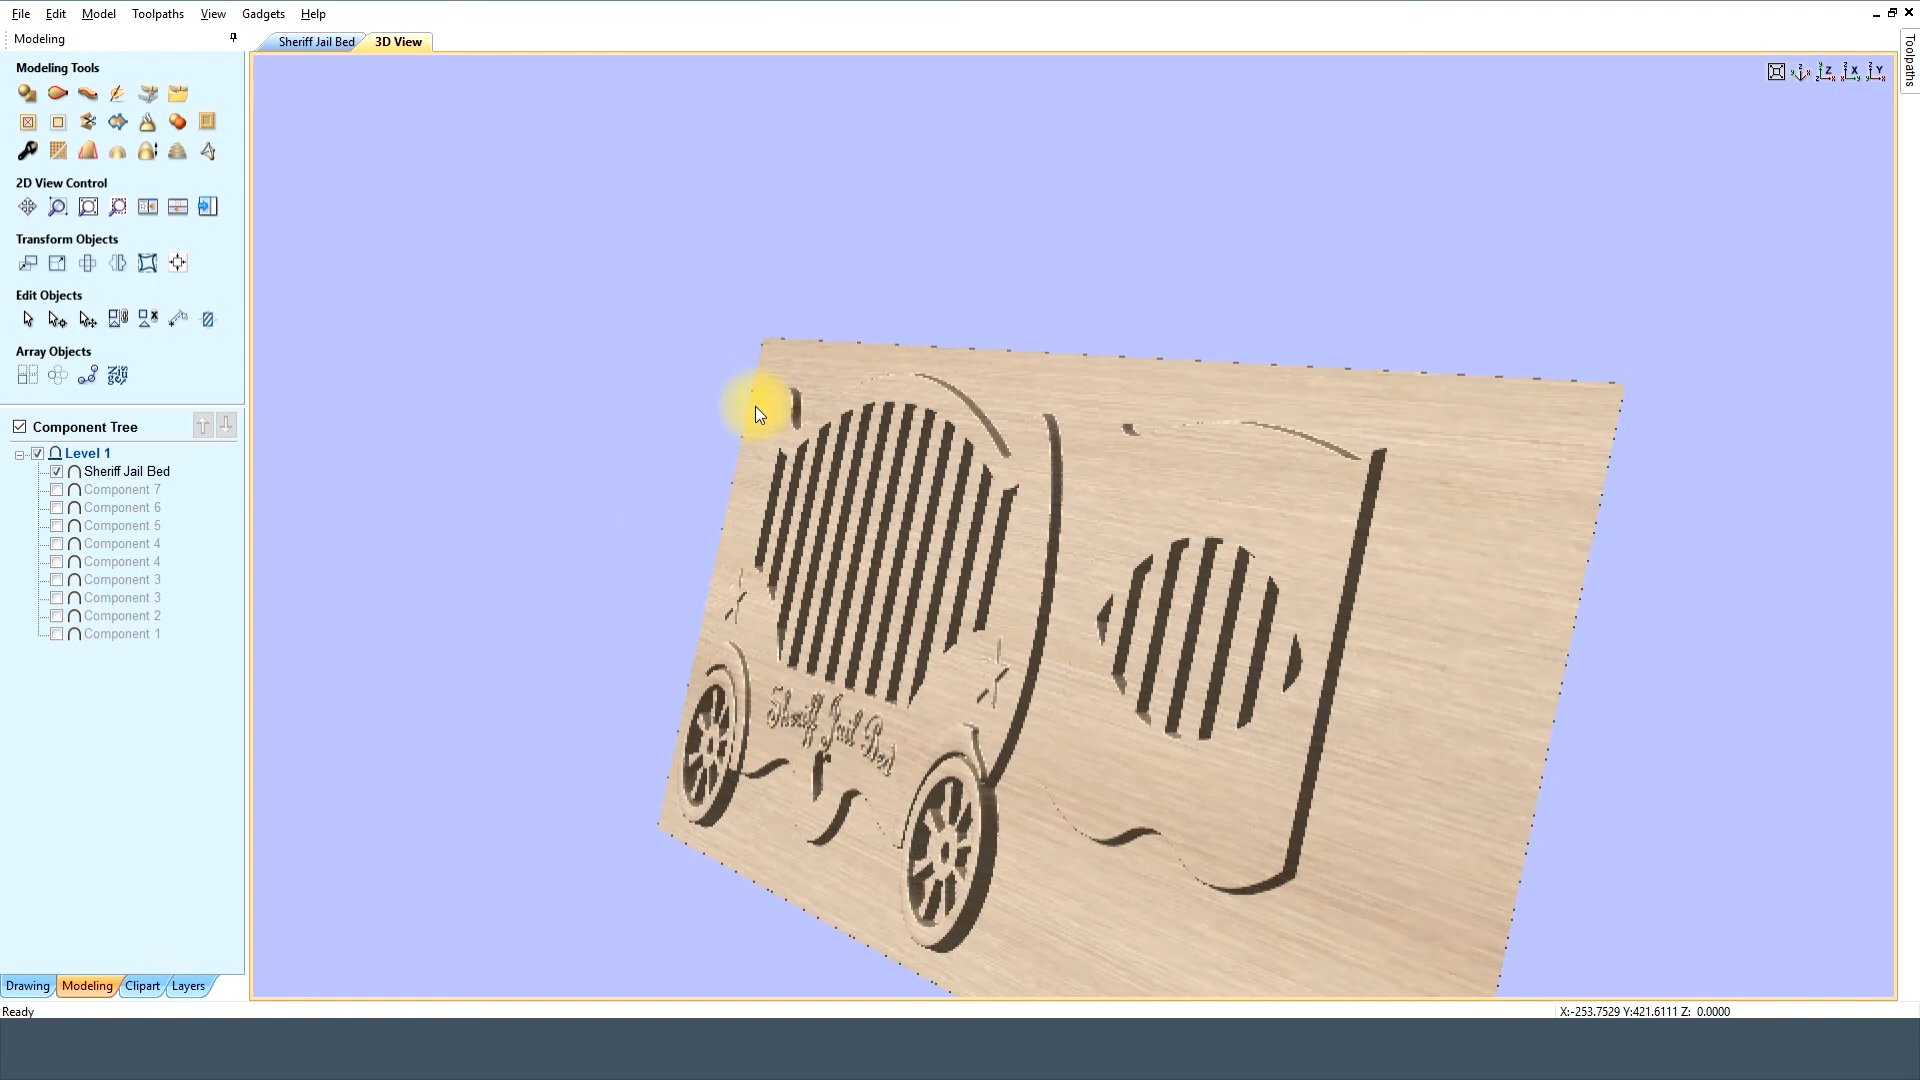 File Edit Model Toolpaths View Gadgets Help
Modeling
Sheriff Jail Bed 3D View
Toolpaths
Modeling Tools
2D View Control
Transform Objects
Edit Objects
Array Objects
Component Tree
Level 1
Sheriff Jail Bed
Component 7
Component 6
Component 5
Component 4
Component 4
Component 3
Component 3
Component 2
Component 1
Sheriff Jail Bed
Drawing Modeling Clipart Layers
Ready
X:-253.7529 Y:421.6111 Z: 0.0000